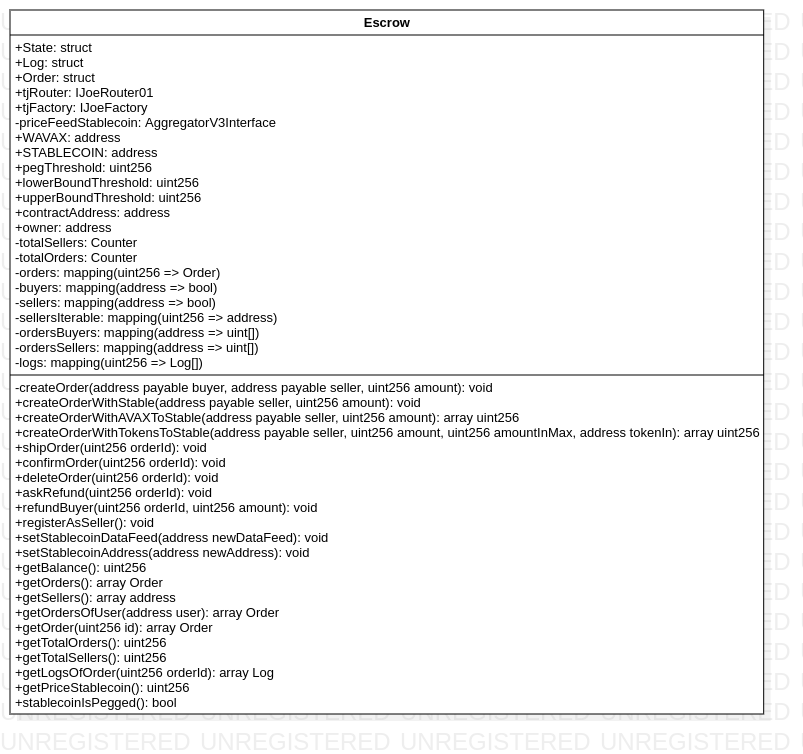 Escrow
+State: struct
+Log: struct
+Order: struct
+tjRouter: IJoeRouter01
+tjFactory: IJoeFactory
-priceFeedStablecoin: AggregatorV3Interface
+WAVAX: address
+STABLECOIN: address
+pegThreshold: uint256
+lowerBoundThreshold: uint256
+upperBoundThreshold: uint256
+contractAddress: address
+owner: address
-totalSellers: Counter
-totalOrders: Counter
-orders: mapping(uint256 => Order)
-buyers: mapping(address => bool)
-sellers: mapping(address => bool)
-sellersIterable: mapping(uint256 => address)
-ordersBuyers: mapping(address => uint[])
-ordersSellers: mapping(address => uint[])
-logs: mapping(uint256 => Log[])
-createOrder(address payable buyer, address payable seller, uint256 amount): void
+createOrderWithStable(address payable seller, uint256 amount): void
+createOrderWithAVAXToStable(address payable seller, uint256 amount): array uint256
+createOrderWithTokensToStable(address payable seller, uint256 amount, uint256 amountInMax, address tokenIn): array uint256
+shipOrder(uint256 orderId): void
+confirmOrder(uint256 orderId): void
+deleteOrder(uint256 orderId): void
+askRefund(uint256 orderId): void
+refundBuyer(uint256 orderId, uint256 amount): void
+registerAsSeller(): void
+setStablecoinDataFeed(address newDataFeed): void
+setStablecoinAddress(address newAddress): void
+getBalance(): uint256
+getOrders(): array Order
+getSellers(): array address
+getOrdersOfUser(address user): array Order
+getOrder(uint256 id): array Order
+getTotalOrders(): uint256
+getTotalSellers(): uint256
+getLogsOfOrder(uint256 orderId): array Log
+getPriceStablecoin(): uint256
+stablecoinIsPegged(): bool
UNREGISTERED UNREGISTERED UNREGISTERED UNREGISTERED